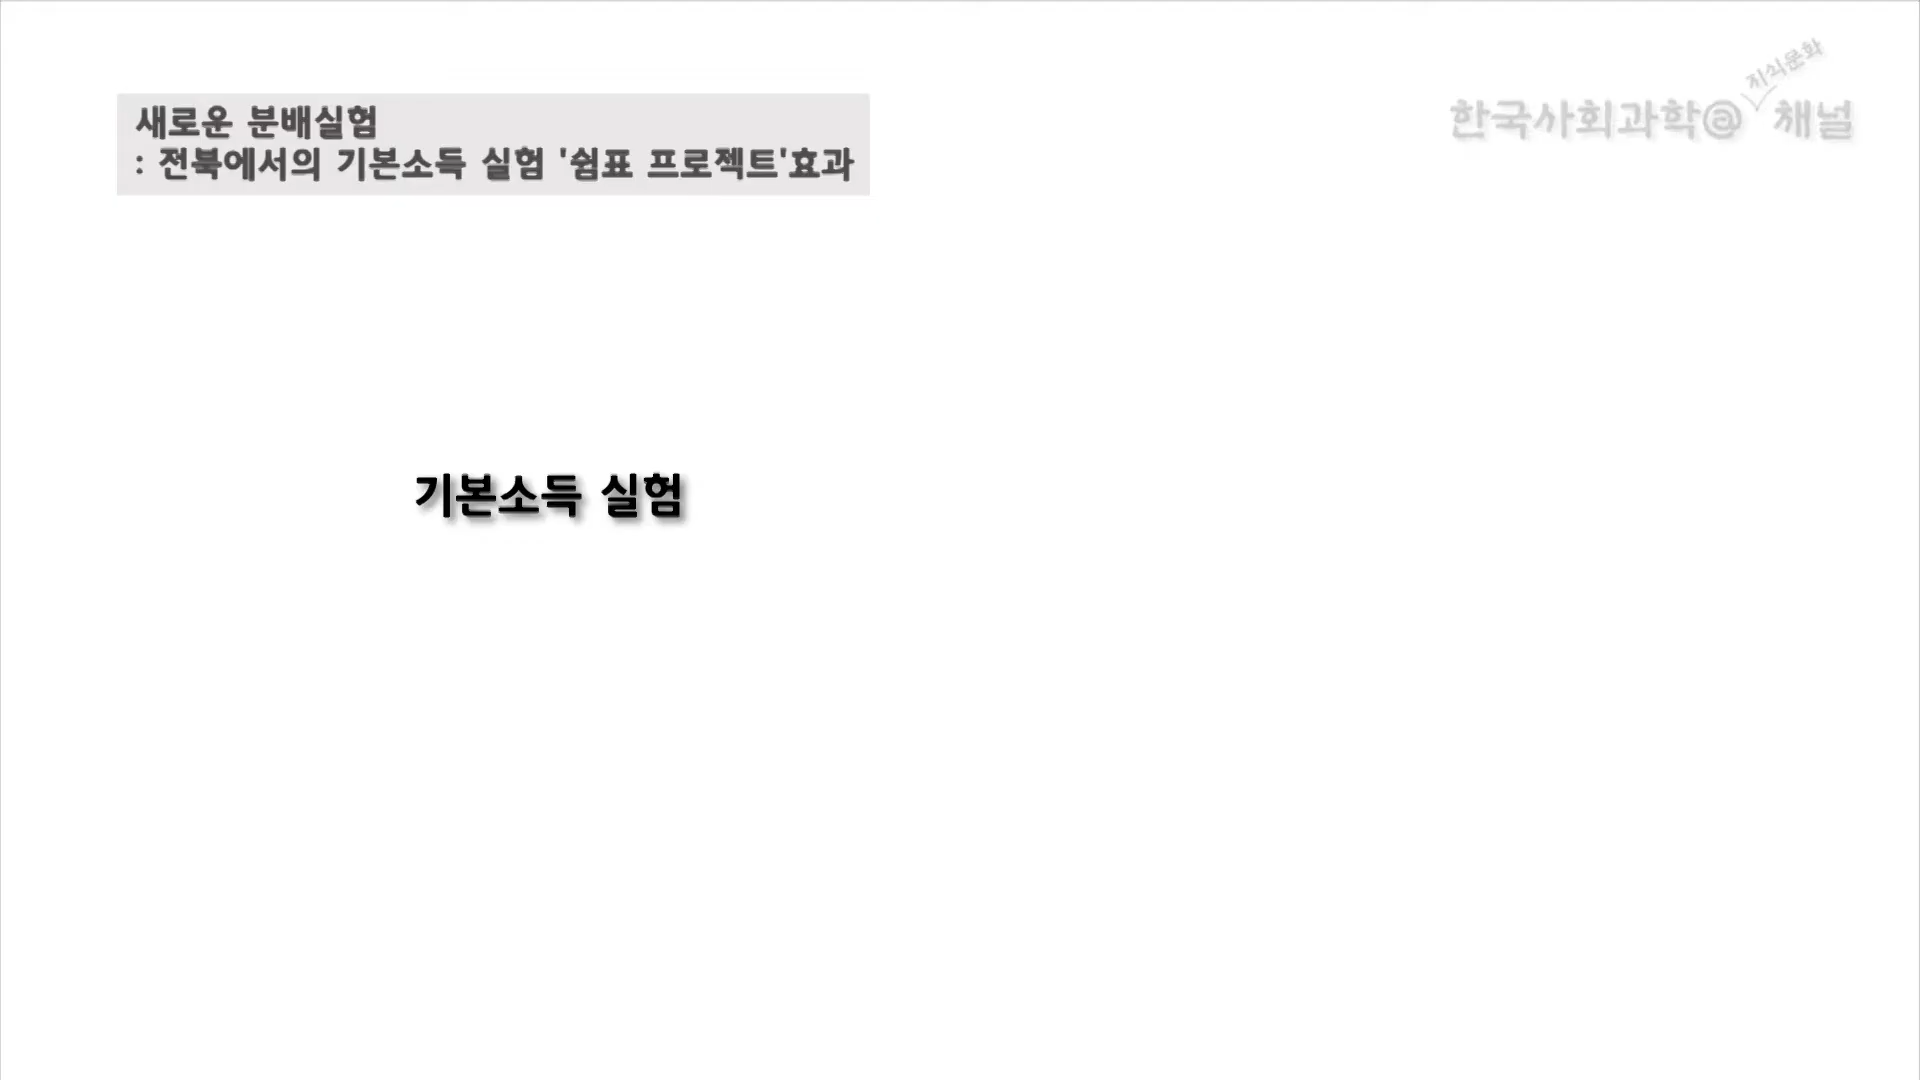 새로운 분배실험
: 전북에서의 기본소득 실험 '쉼표 프로젝트'효과
지식문화
한국사회과학@ 채널
기본소득 실험